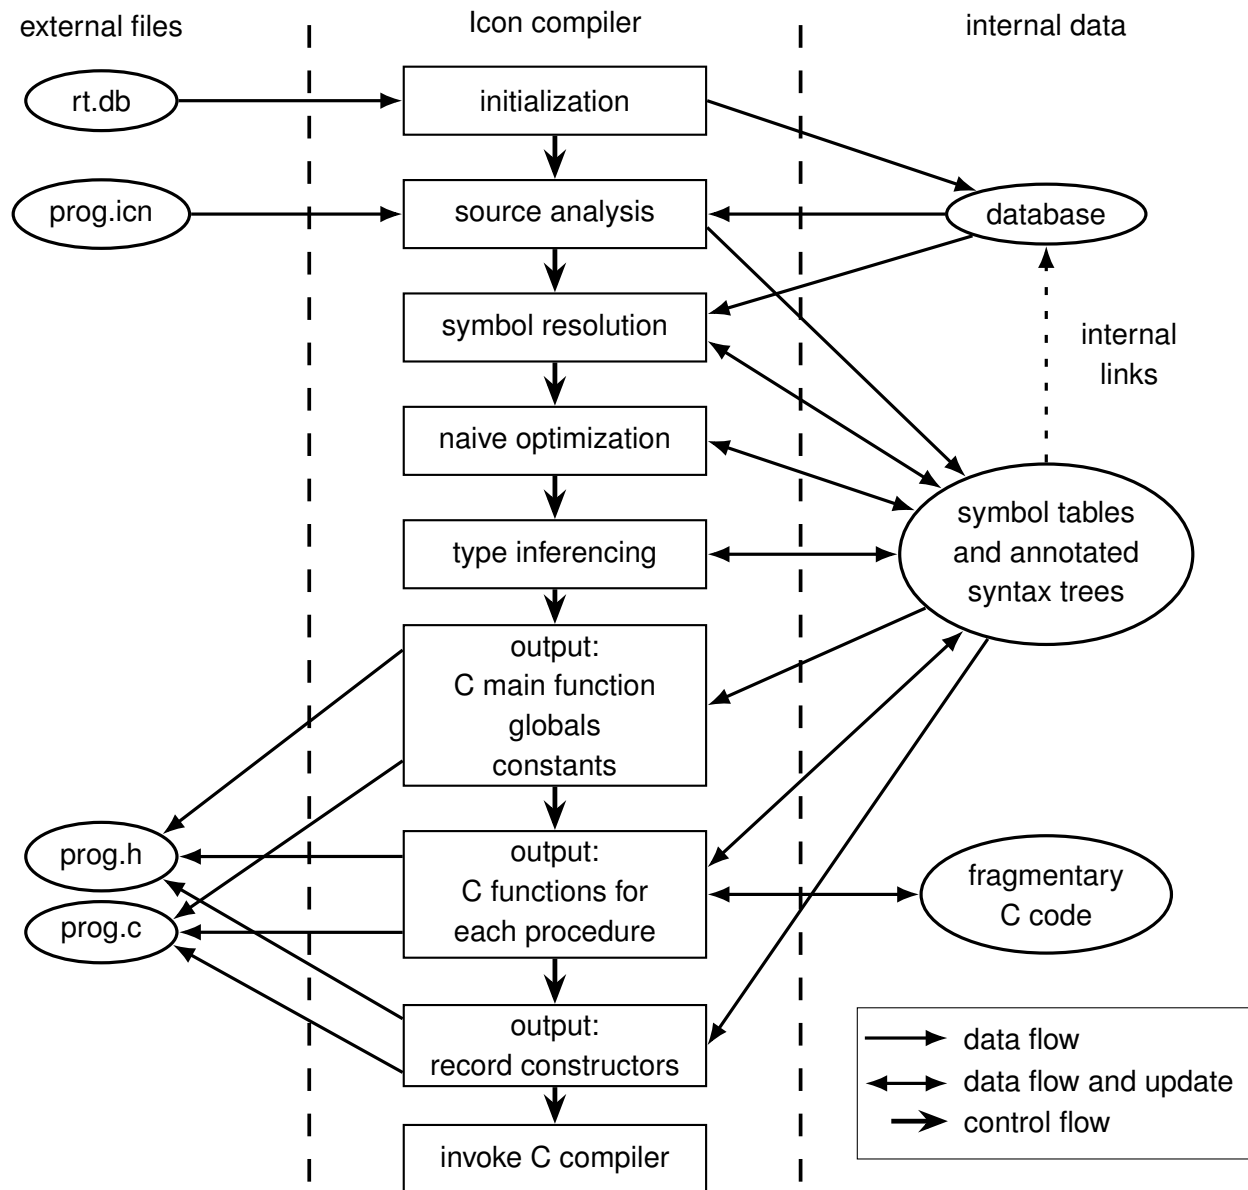 external files
Icon compiler
internal data
rt.db
initialization
prog.icn
source analysis
database
symbol resolution
internal
links
naive optimization
symbol tables
and annotated
syntax trees
type inferencing
output:
C main function
globals
constants
prog.h
prog.c
output:
C functions for
each procedure
fragmentary
C code
output:
record constructors
data flow
data flow and update
control flow
invoke C compiler